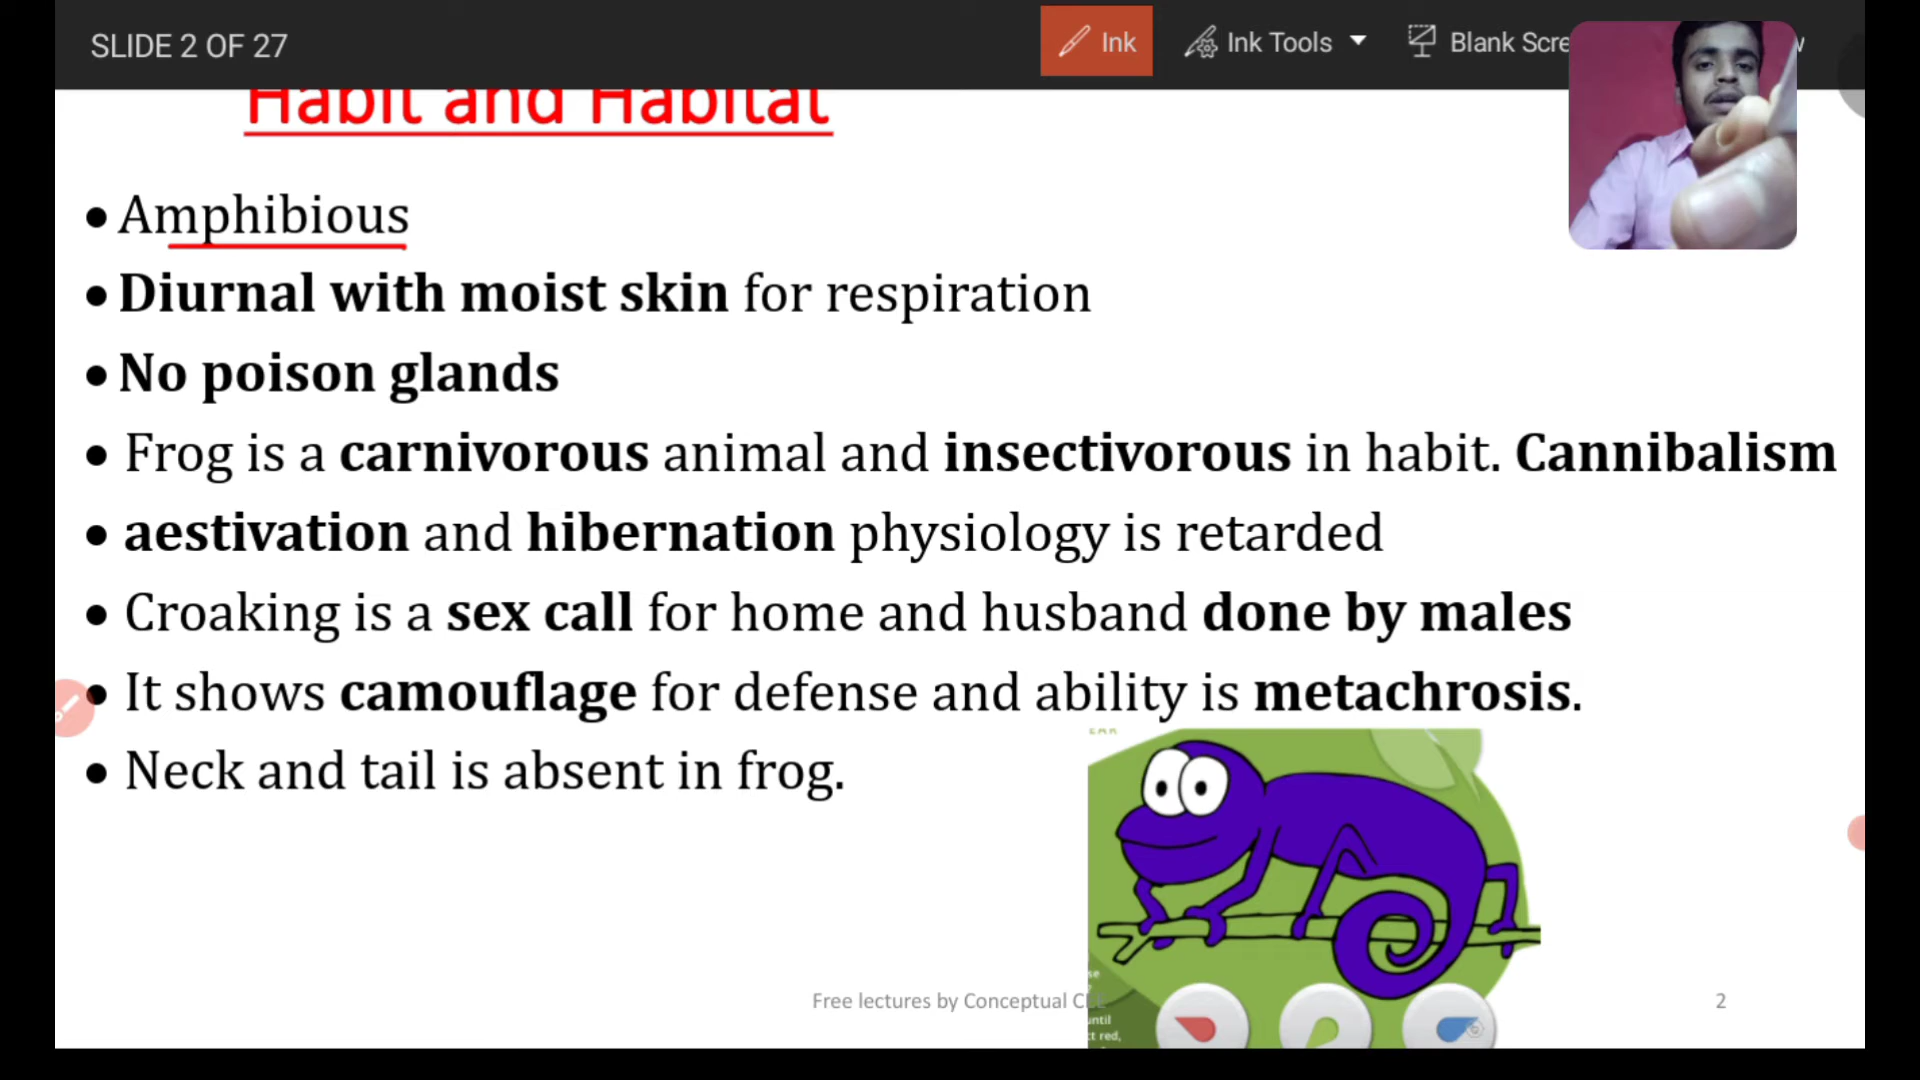 SLIDE 2 OF 27
Ink
Ink Tools
Blank Scre
Habit and Habitat
• Amphibious
• Diurnal with moist skin for respiration
• No poison glands
• Frog is a carnivorous animal and insectivorous in habit. Cannibalism
• aestivation and hibernation physiology is retarded
• Croaking is a sex call for home and husband done by males
• It shows camouflage for defense and ability is metachrosis.
• Neck and tail is absent in frog.
Free lectures by Conceptual
until
ct red,
2